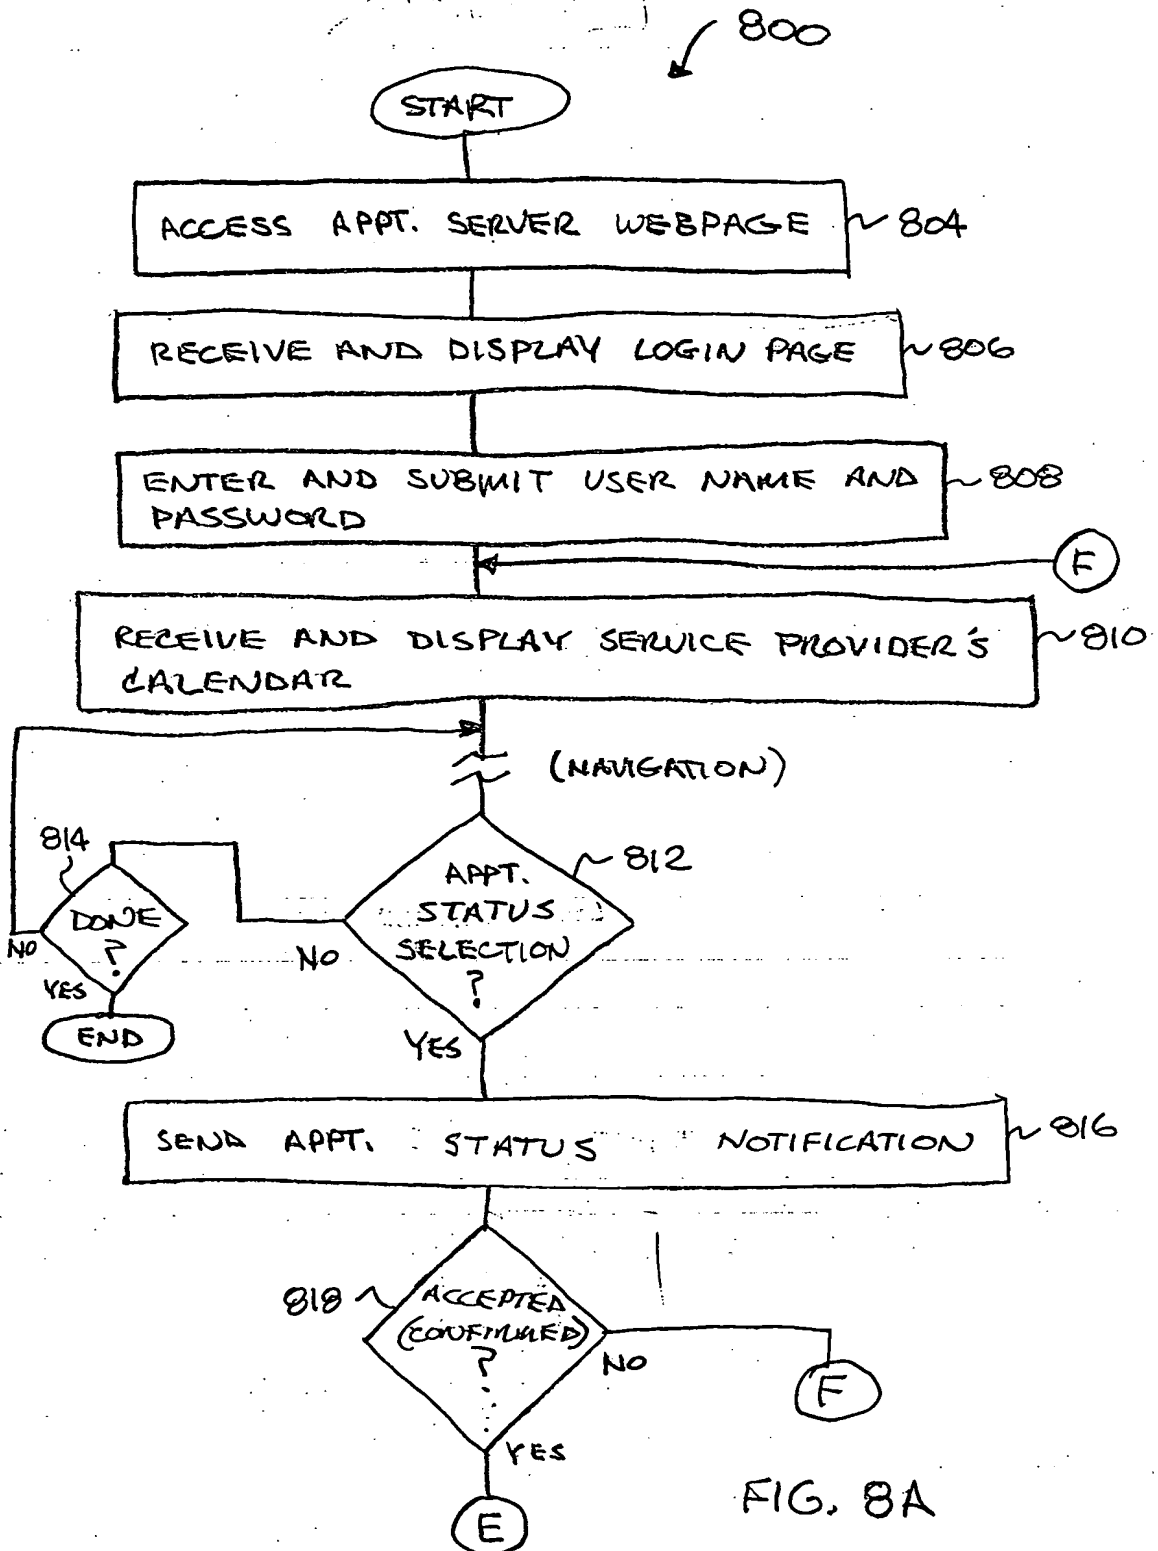 800
START
ACCESS APPT. SERVER WEBPAGE
804
RECEIVE AND DISPLAY LOGIN PAGE
806
ENTER AND SUBMIT USER NAME AND
PASSWORD
808
F
RECEIVE AND DISPLAY SERVICE PROVIDER'S
CALENDAR
810
(NAVIGATION)
814
812
APPT.
STATUS
SELECTION
?
DONE
?
NO
NO
YES
END
YES
SEND APPT. STATUS NOTIFICATION
816
818
ACCEPTED
(CONFIRMED)
?
NO
F
YES
E
FIG. 8A